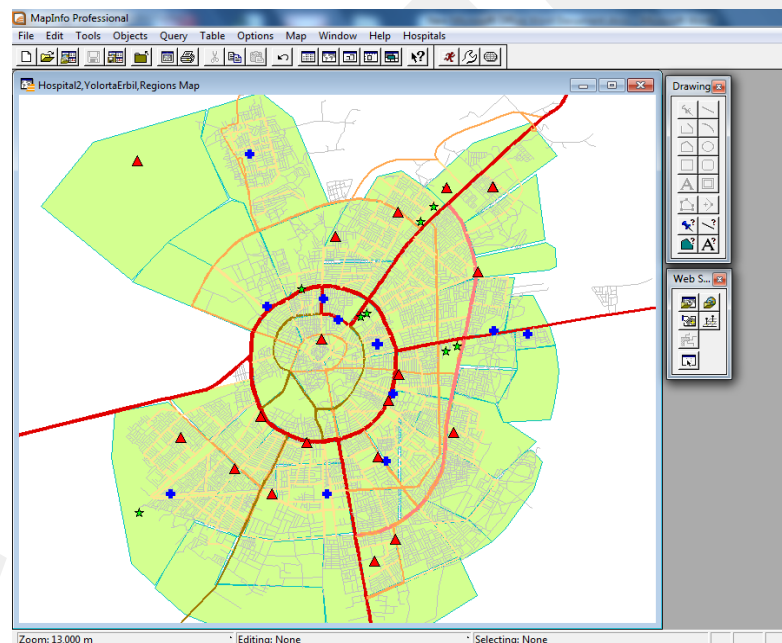 MapInfo Professional
File Edit Tools Objects Query Table Options Map Window Help Hospitals
Hospital2,YolortaErbil,Regions Map
Drawing
A
A
Web S...
Zoom: 13.000 m Editing: None Selecting: None